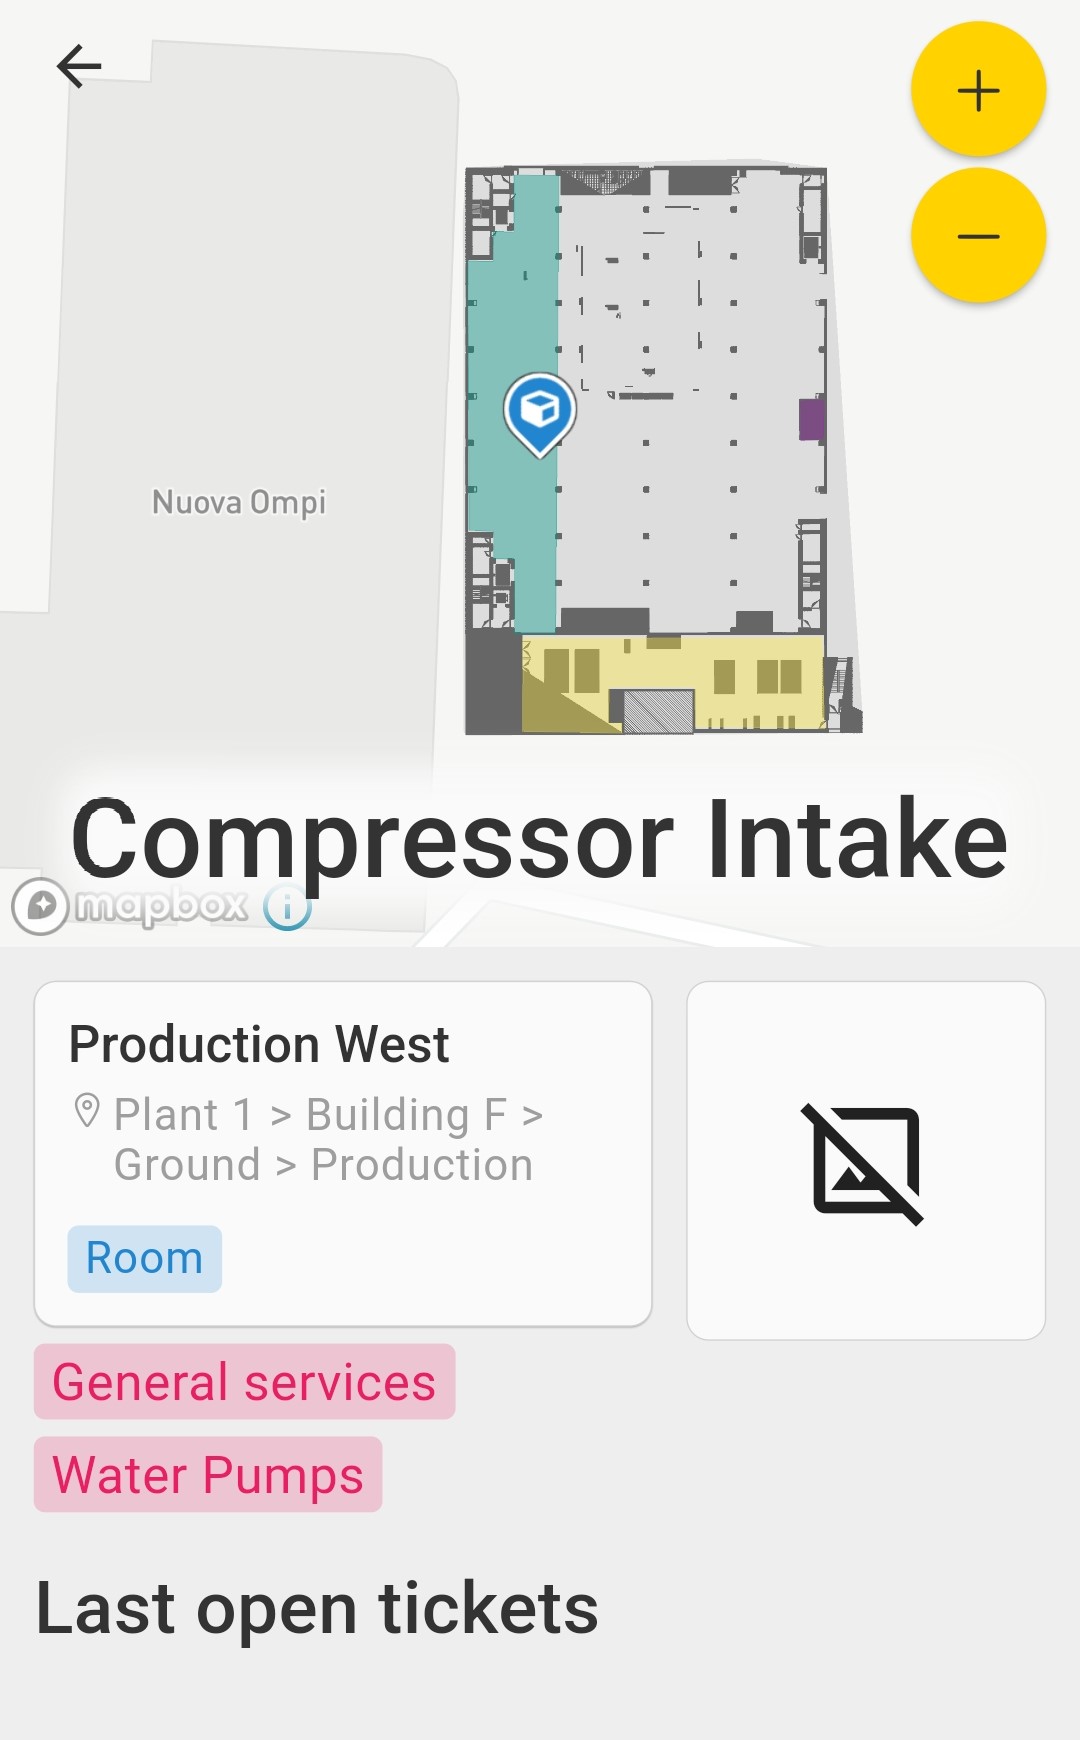 Nuova Ompi
Compressor Intake
mapbox
Production West
Plant 1 > Building F >
Ground > Production
Room
General services
Water Pumps
Last open tickets